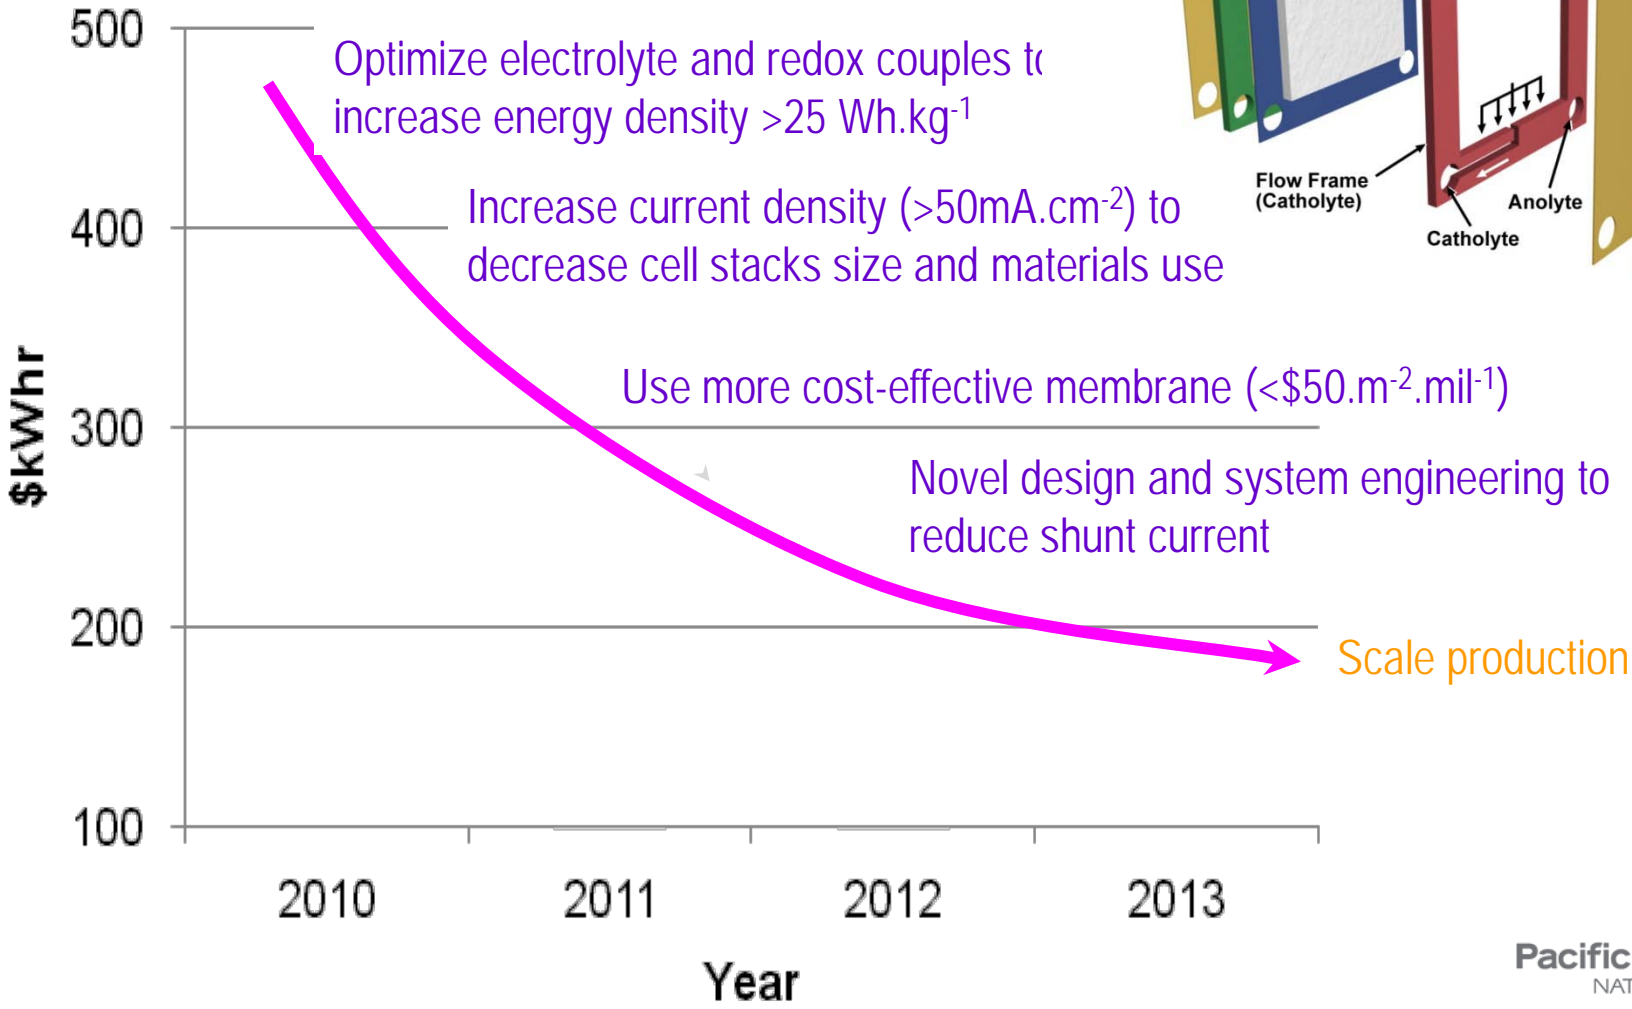 500
Optimize electrolyte and redox couples to
increase energy density >25 Wh.kg-1
Flow Frame
(Catholyte)
Anolyte
Catholyte
Increase current density (>50mA.cm-2) to
decrease cell stacks size and materials use
400
Use more cost-effective membrane (<$50.m-2.mil-1)
300
$kWhr
Novel design and system engineering to
reduce shunt current
200
Scale production
100
2010 2011 2012 2013
Year
Pacific
NAT